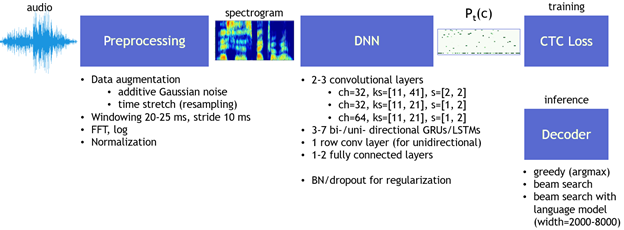 audio
Preprocessing
• Data augmentation
• additive Gaussian noise
• time stretch (resampling)
• Windowing 20-25 ms, stride 10 ms
• FFT, log
• Normalization
spectrogram
DNN
• 2-3 convolutional layers
• ch=32, ks=[11, 41], s=[2, 2]
• ch=32, ks=[11, 21], s=[1, 2]
• ch=64, ks=[11, 21], s=[1, 2]
• 3-7 bi-/uni- directional GRUs/LSTMs
• 1 row conv layer (for unidirectional)
• 1-2 fully connected layers
• BN/dropout for regularization
Pt(c)
training
CTC Loss
inference
Decoder
• greedy (argmax)
• beam search
• beam search with
language model
(width=2000-8000)